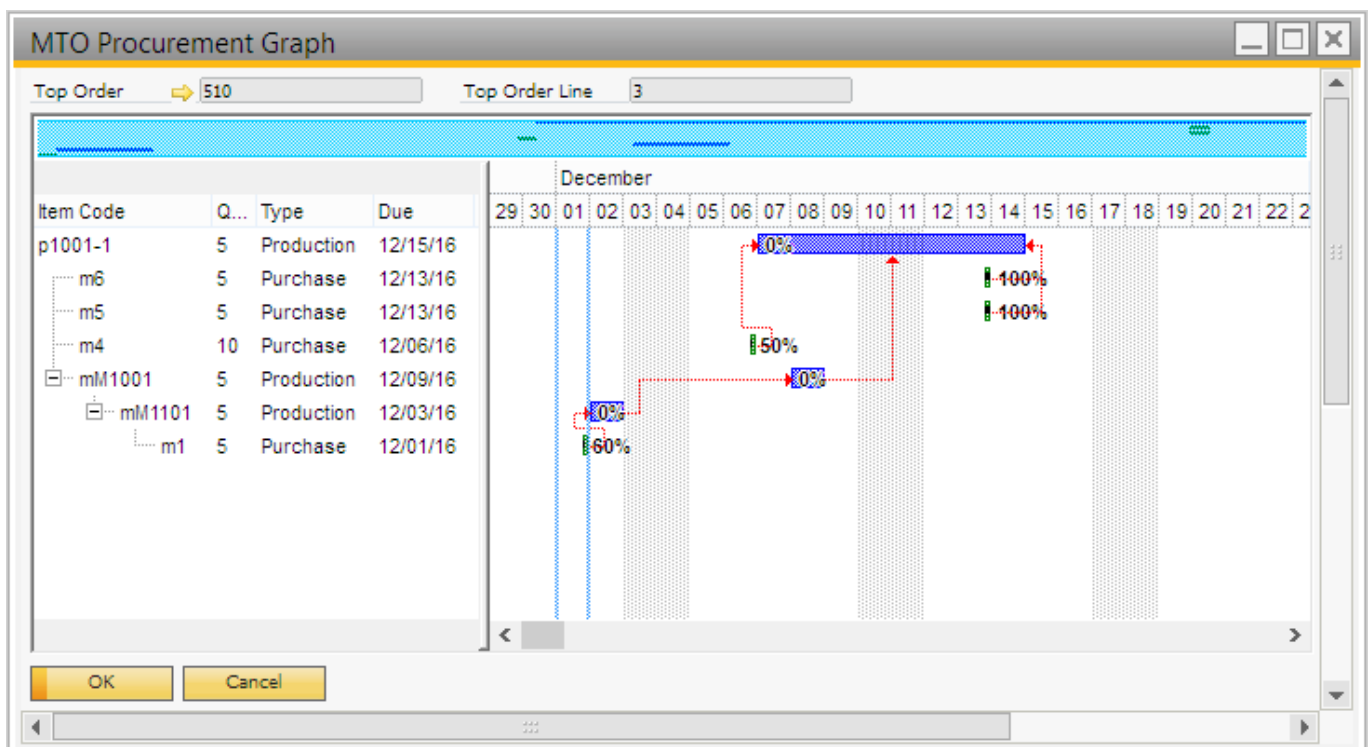 MTO Procurement Graph
Top Order 510 Top Order Line 3
December
Item Code Q... Type Due 29 30 01 02 03 04 05 06 07 08 09 10 11 12 13 14 15 16 17 18 19 20 21 22 2
p1001-1 5 Production 12/15/16 0%
m6 5 Purchase 12/13/16 100%
m5 5 Purchase 12/13/16 100%
m4 10 Purchase 12/06/16 50%
mM1001 5 Production 12/09/16 0%
mM1101 5 Production 12/03/16 0%
m1 5 Purchase 12/01/16 60%
OK Cancel